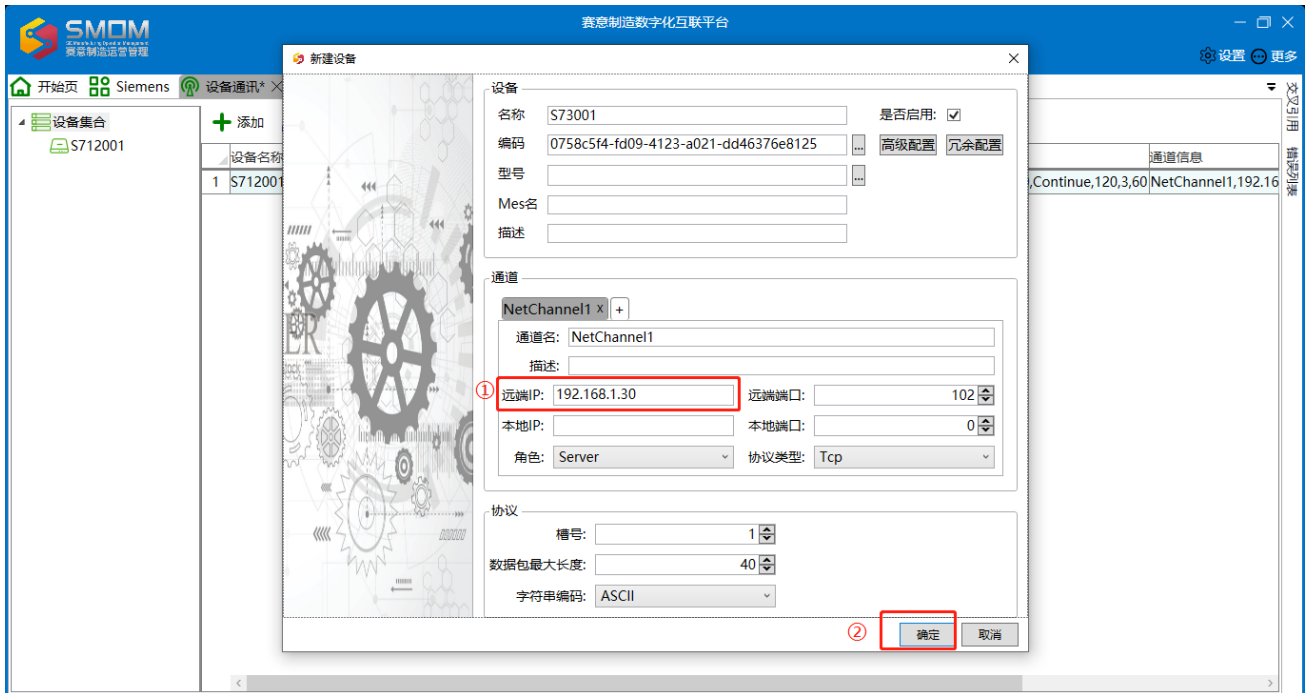 赛意制造数字化互联平台
SMOM
赛意制造运营管理
设置 更多
开始页 Siemens 设备通讯*
设备集合
S712001
添加
设备名称
通道信息
1 S712001 ,Continue,120,3,60 NetChannel1,192.16
交叉引用
错误列表
新建设备
设备
名称 S73001 是否启用:
编码 0758c5f4-fd09-4123-a021-dd46376e8125 ... 高级配置 冗余配置
型号 ...
Mes名
描述
通道
NetChannel1 x +
通道名: NetChannel1
描述:
① 远端IP: 192.168.1.30 远端端口: 102
本地IP: 本地端口: 0
角色: Server 协议类型: Tcp
协议
槽号: 1
数据包最大长度: 40
字符串编码: ASCII
② 确定 取消